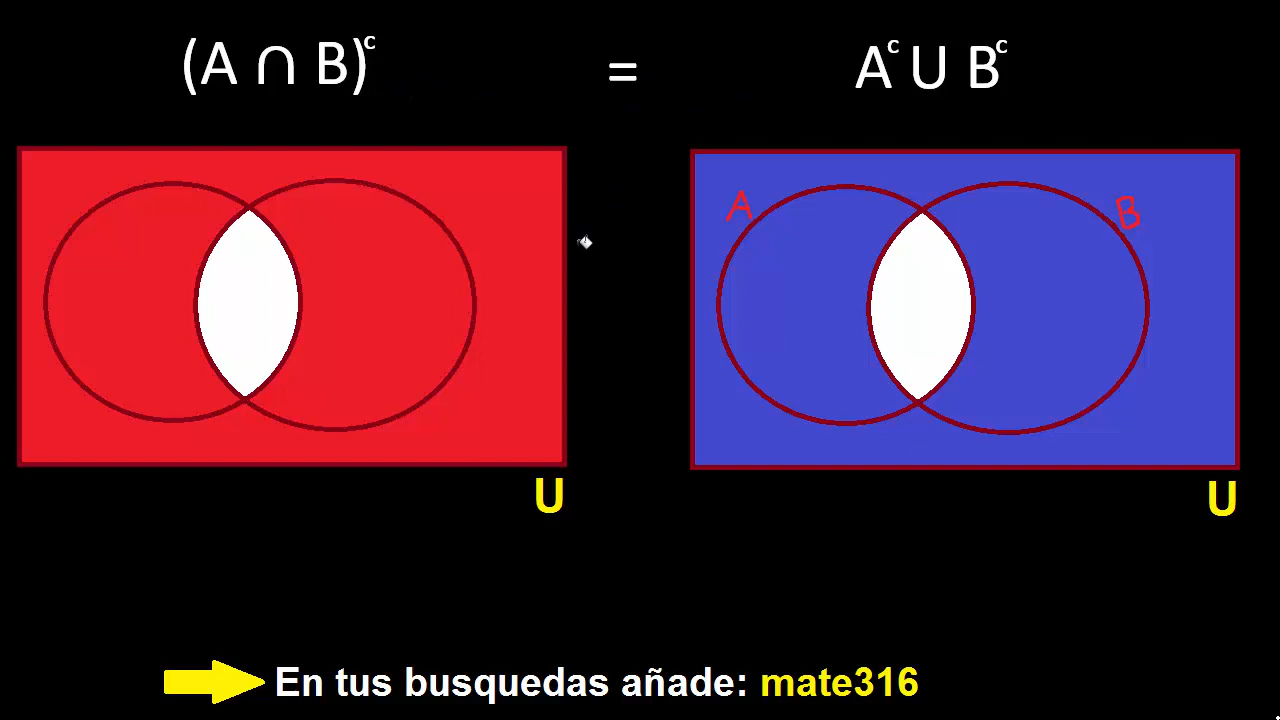 (A ∩ B)ᶜ = Aᶜ U Bᶜ
A B
U U
En tus busquedas añade: mate316